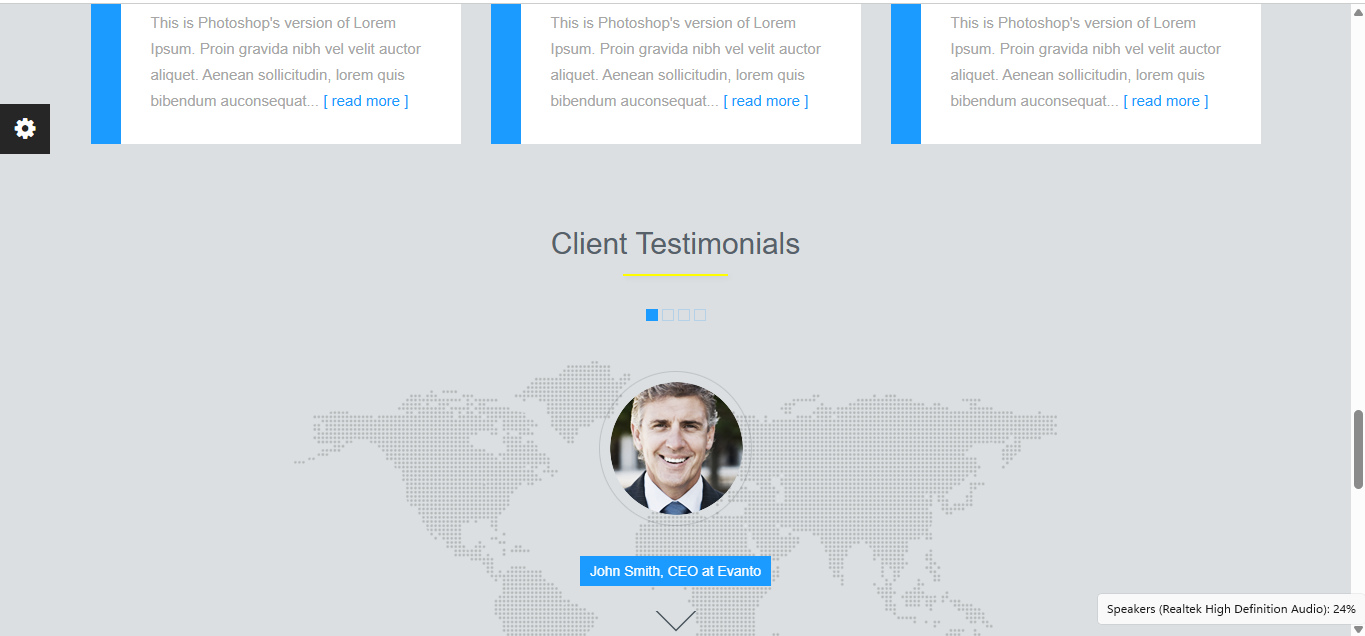 This is Photoshop's version of Lorem
Ipsum. Proin gravida nibh vel velit auctor
aliquet. Aenean sollicitudin, lorem quis
bibendum auconsequat... [ read more ]
This is Photoshop's version of Lorem
Ipsum. Proin gravida nibh vel velit auctor
aliquet. Aenean sollicitudin, lorem quis
bibendum auconsequat... [ read more ]
This is Photoshop's version of Lorem
Ipsum. Proin gravida nibh vel velit auctor
aliquet. Aenean sollicitudin, lorem quis
bibendum auconsequat... [ read more ]
Client Testimonials
John Smith, CEO at Evanto
Speakers (Realtek High Definition Audio): 24%